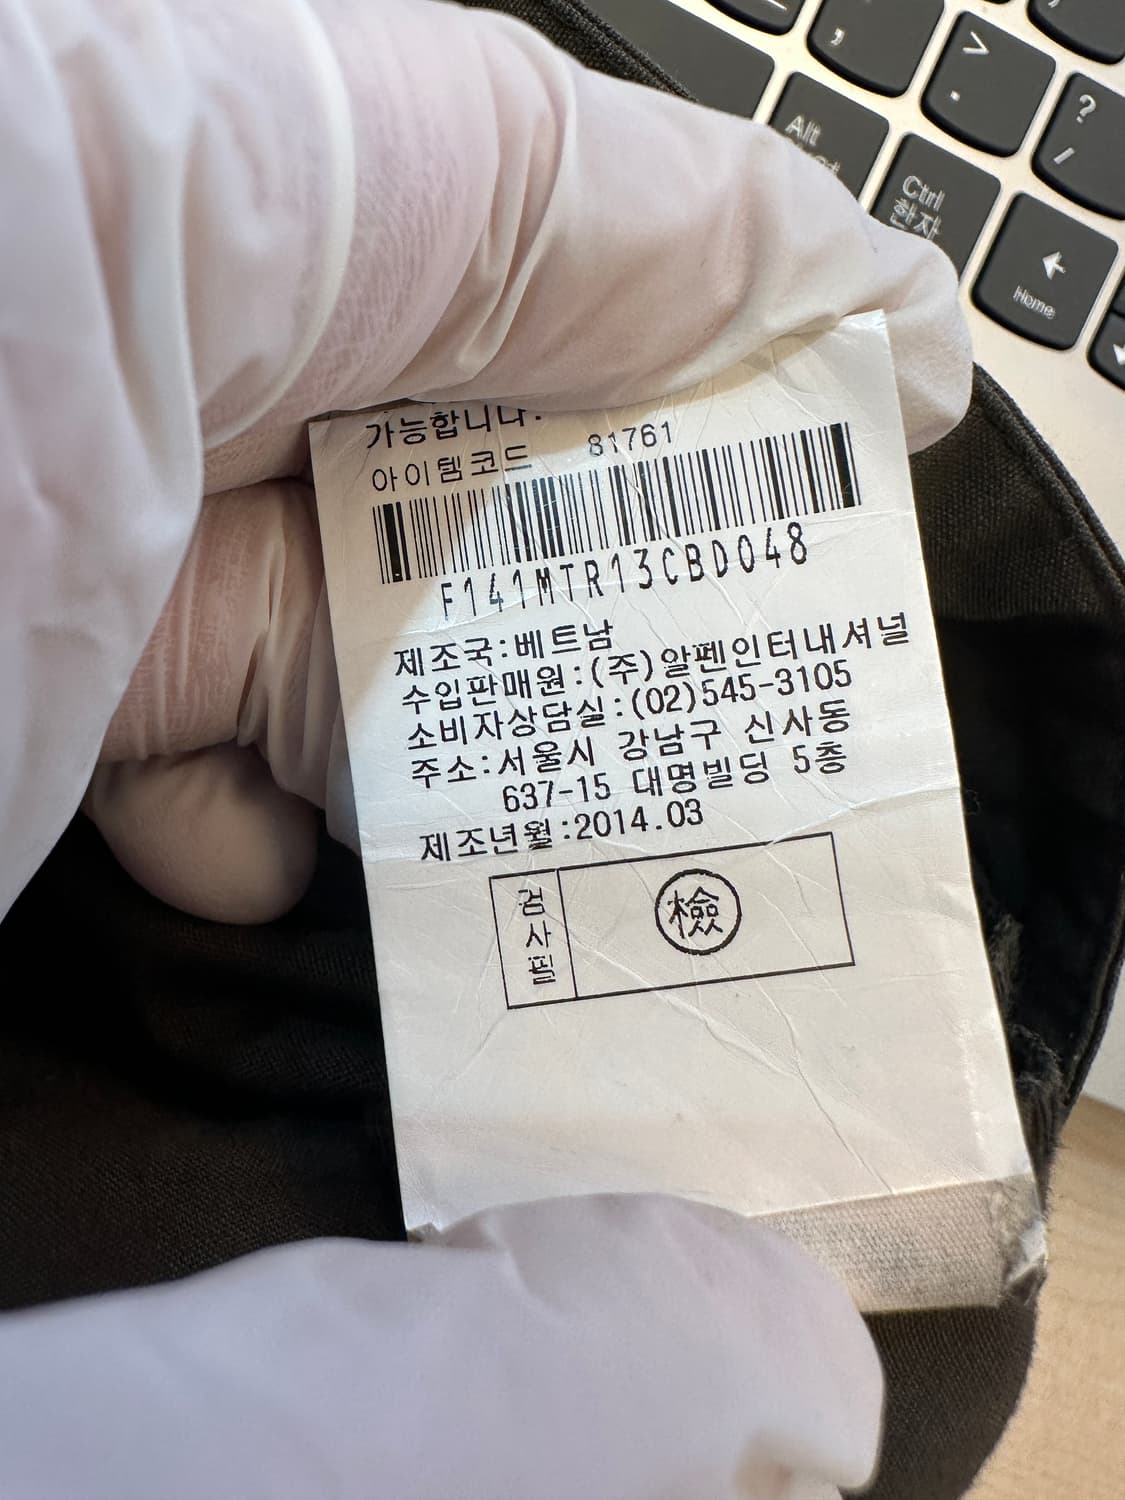 ,
>
.
?
/
Alt
Ctrl
한자
Home
가능합니다.
아이템코드 81761
F141MTR13CBD048
제조국:베트남
수입판매원:(주)알펜인터내셔널
소비자상담실:(02)545-3105
주소:서울시 강남구 신사동
637-15 대명빌딩 5층
제조년월:2014.03
검사필
檢